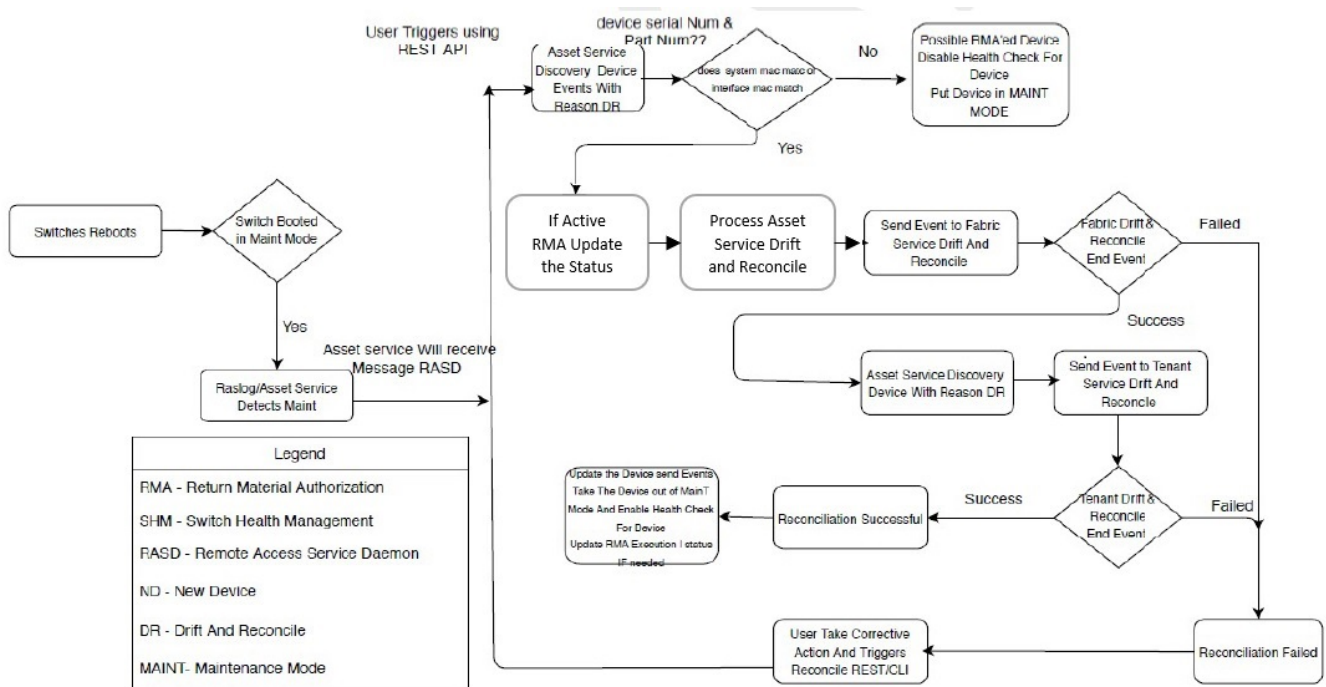 User Triggers using
REST API
device serial Num &
Part Num??
Asset Service
Discovery Device
Events With
Reason DR
does system mac matc or
interface mac match
No
Possible RMA'ed Device
Disable Health Check For
Device
Put Device in MAINT
MODE
Yes
Switches Reboots
Switch Booted
in Maint Mode
If Active
RMA Update
the Status
Process Asset
Service Drift
and Reconcile
Send Event to Fabric
Service Drift And
Reconcile
Fabric Drift &
Reconcile
End Event
Failed
Success
Yes
Asset service Will receive
Message RASD
Raslog/Asset Service
Detects Maint
Asset Service Discovery
Device With Reason DR
Send Event to Tenant
Service Drift And
Reconcile
Update the Device send Events
Take The Device out of MainT
Mode And Enable Health Check
For Device
Update RMA Execution l status
IF needed
Reconciliation Successful
Success
Tenant Drift &
Reconcile
End Event
Failed
User Take Corrective
Action And Triggers
Reconcile REST/CLI
Reconciliation Failed
Legend
RMA - Return Material Authorization
SHM - Switch Health Management
RASD - Remote Access Service Daemon
ND - New Device
DR - Drift And Reconcile
MAINT- Maintenance Mode